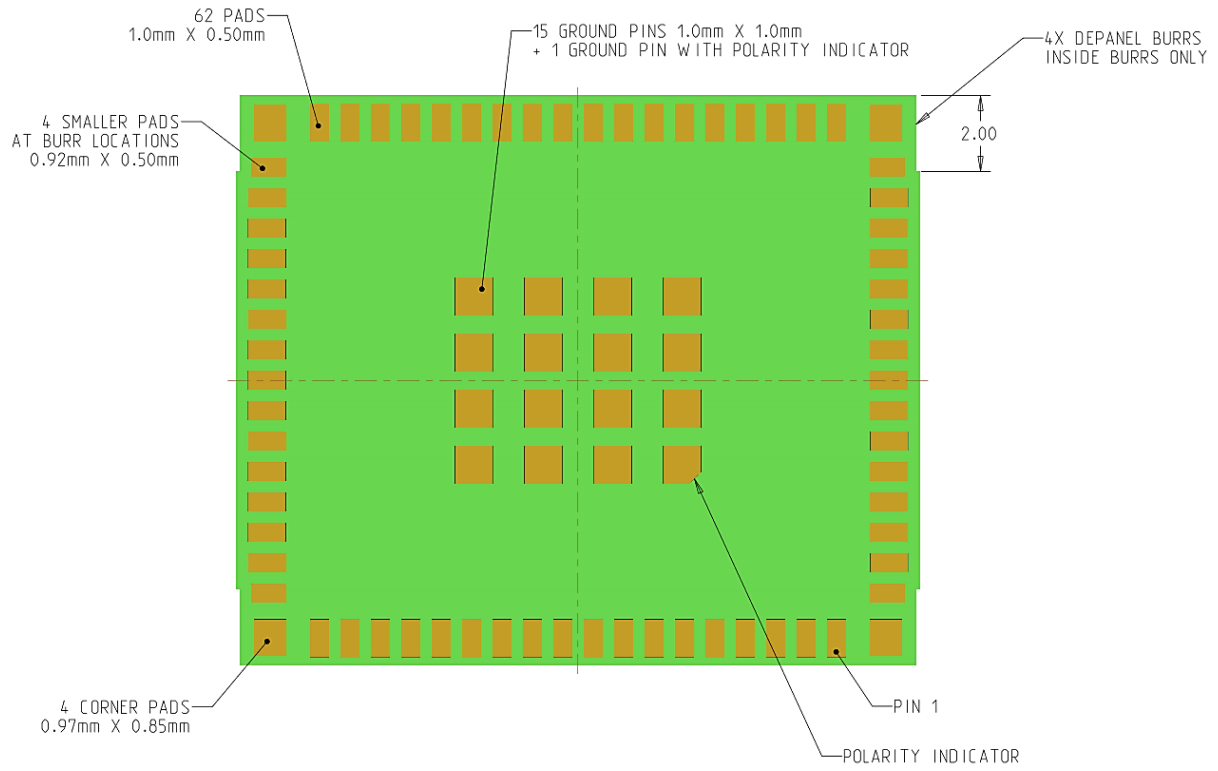 62 PADS
1.0mm X 0.50mm
15 GROUND PINS 1.0mm X 1.0mm
+ 1 GROUND PIN WITH POLARITY INDICATOR
4X DEPANEL BURRS
INSIDE BURRS ONLY
4 SMALLER PADS
AT BURR LOCATIONS
0.92mm X 0.50mm
2.00
4 CORNER PADS
0.97mm X 0.85mm
PIN 1
POLARITY INDICATOR